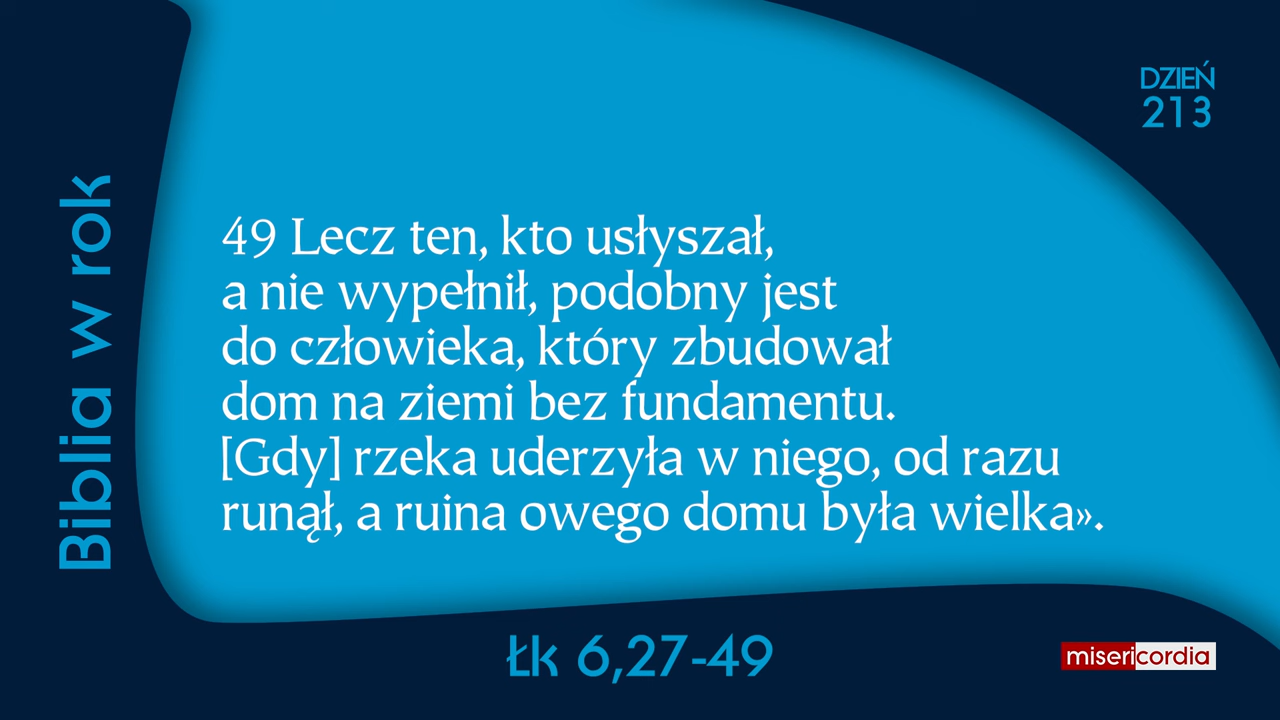 DZIEŃ
213
Biblia w rok
49 Lecz ten, kto usłyszał,
a nie wypełnił, podobny jest
do człowieka, który zbudował
dom na ziemi bez fundamentu.
[Gdy] rzeka uderzyła w niego, od razu
runął, a ruina owego domu była wielka».
Łk 6,27-49
misericordia